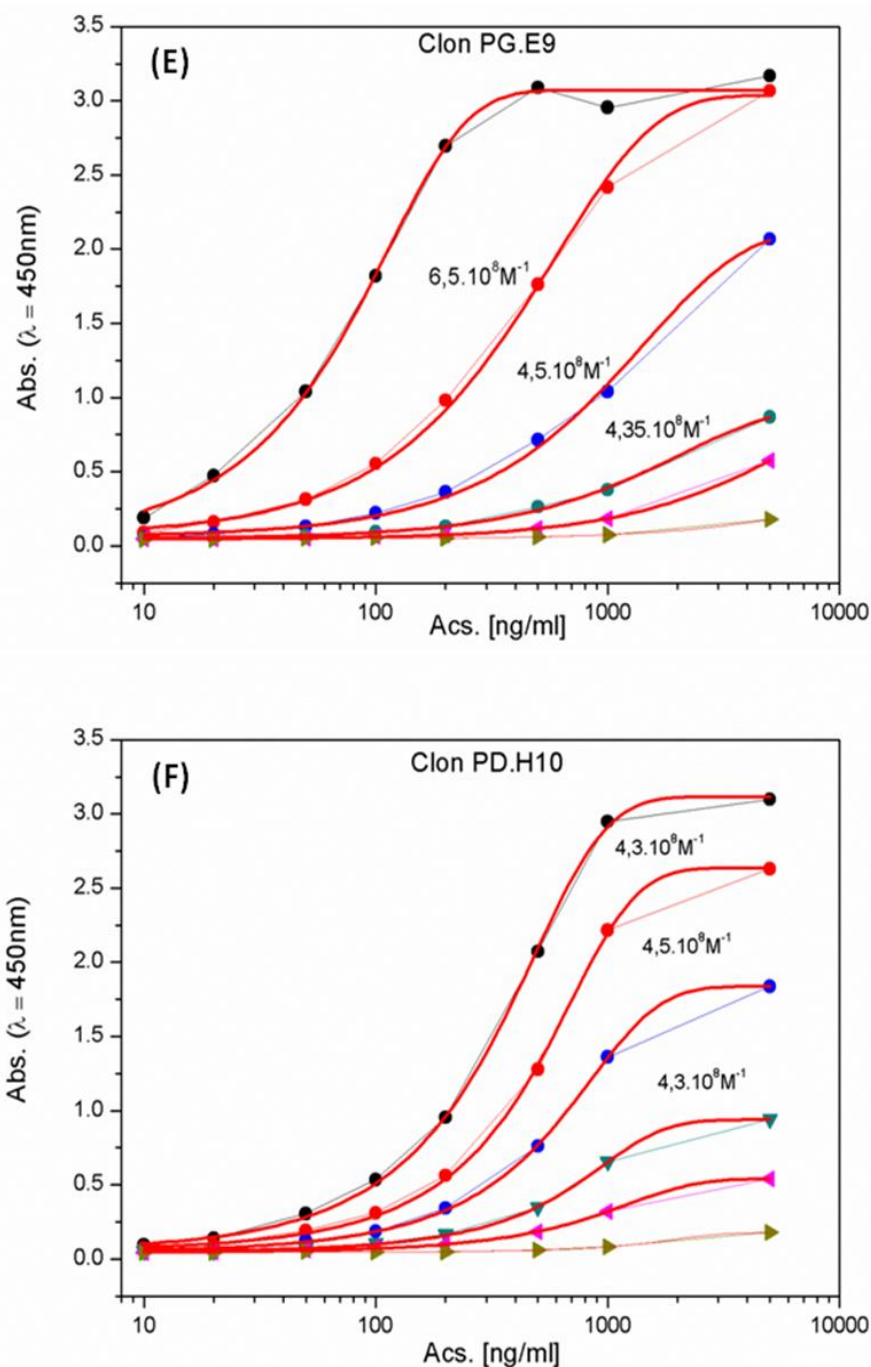 (E)
Clon PG.E9
3.5
3.0
2.5
2.0
1.5
1.0
0.5
0.0
Abs. (λ = 450nm)
6,5.10⁸M⁻¹
4,5.10⁸M⁻¹
4,35.10⁸M⁻¹
10
100
1000
10000
Acs. [ng/ml]
(F)
Clon PD.H10
3.5
3.0
2.5
2.0
1.5
1.0
0.5
0.0
Abs. (λ = 450nm)
4,3.10⁸M⁻¹
4,5.10⁸M⁻¹
4,3.10⁸M⁻¹
10
100
1000
10000
Acs. [ng/ml]